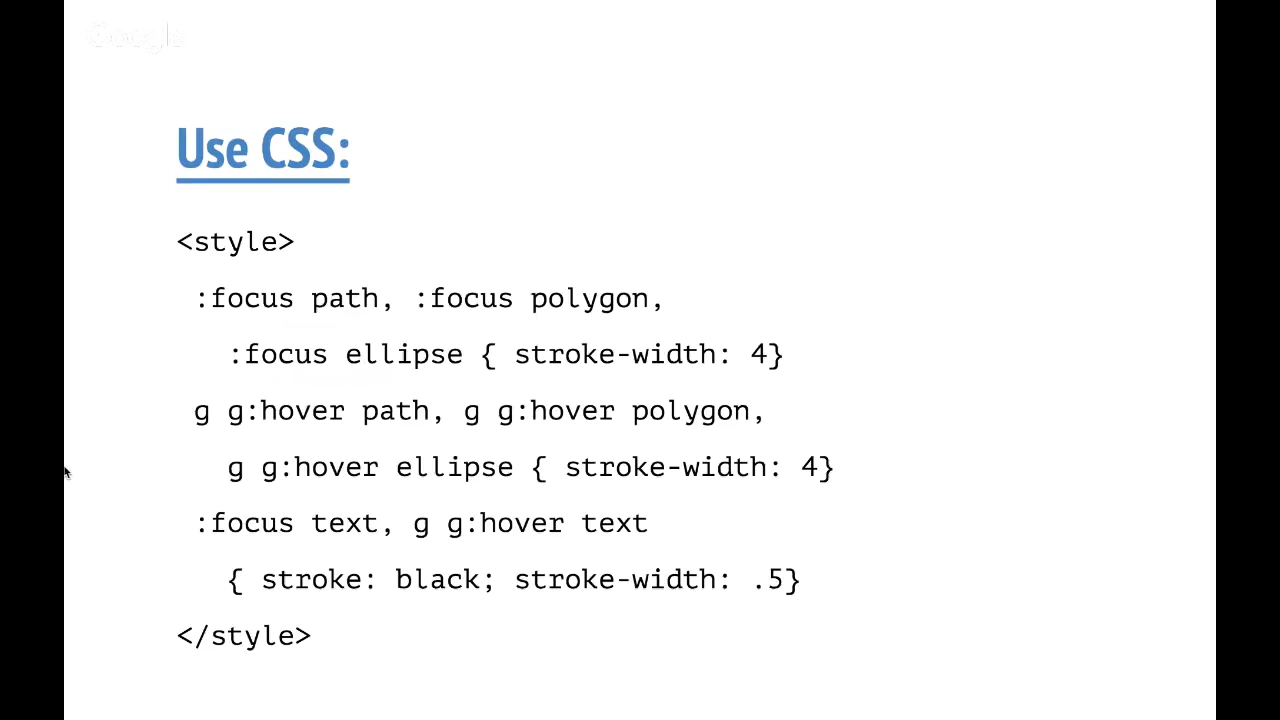 Google
Use CSS:
<style>
:focus path, :focus polygon,
:focus ellipse { stroke-width: 4}
g g:hover path, g g:hover polygon,
g g:hover ellipse { stroke-width: 4}
:focus text, g g:hover text
{ stroke: black; stroke-width: .5}
</style>